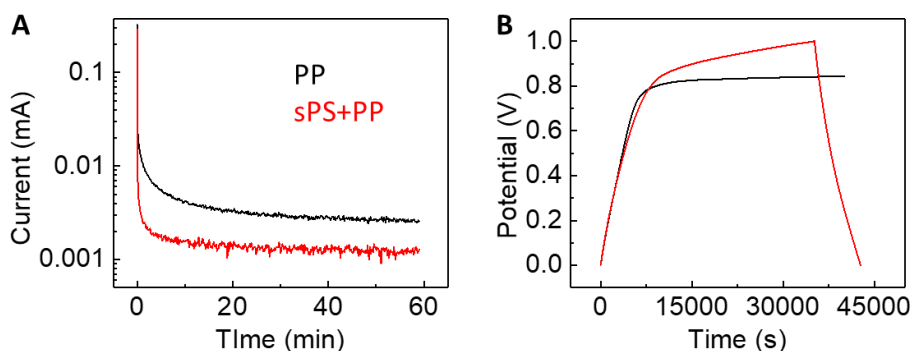 A
Current (mA)
0.1
0.01
0.001
PP
sPS+PP
0
20
40
60
TIme (min)
B
Potential (V)
1.0
0.8
0.6
0.4
0.2
0.0
0
15000
30000
45000
Time (s)